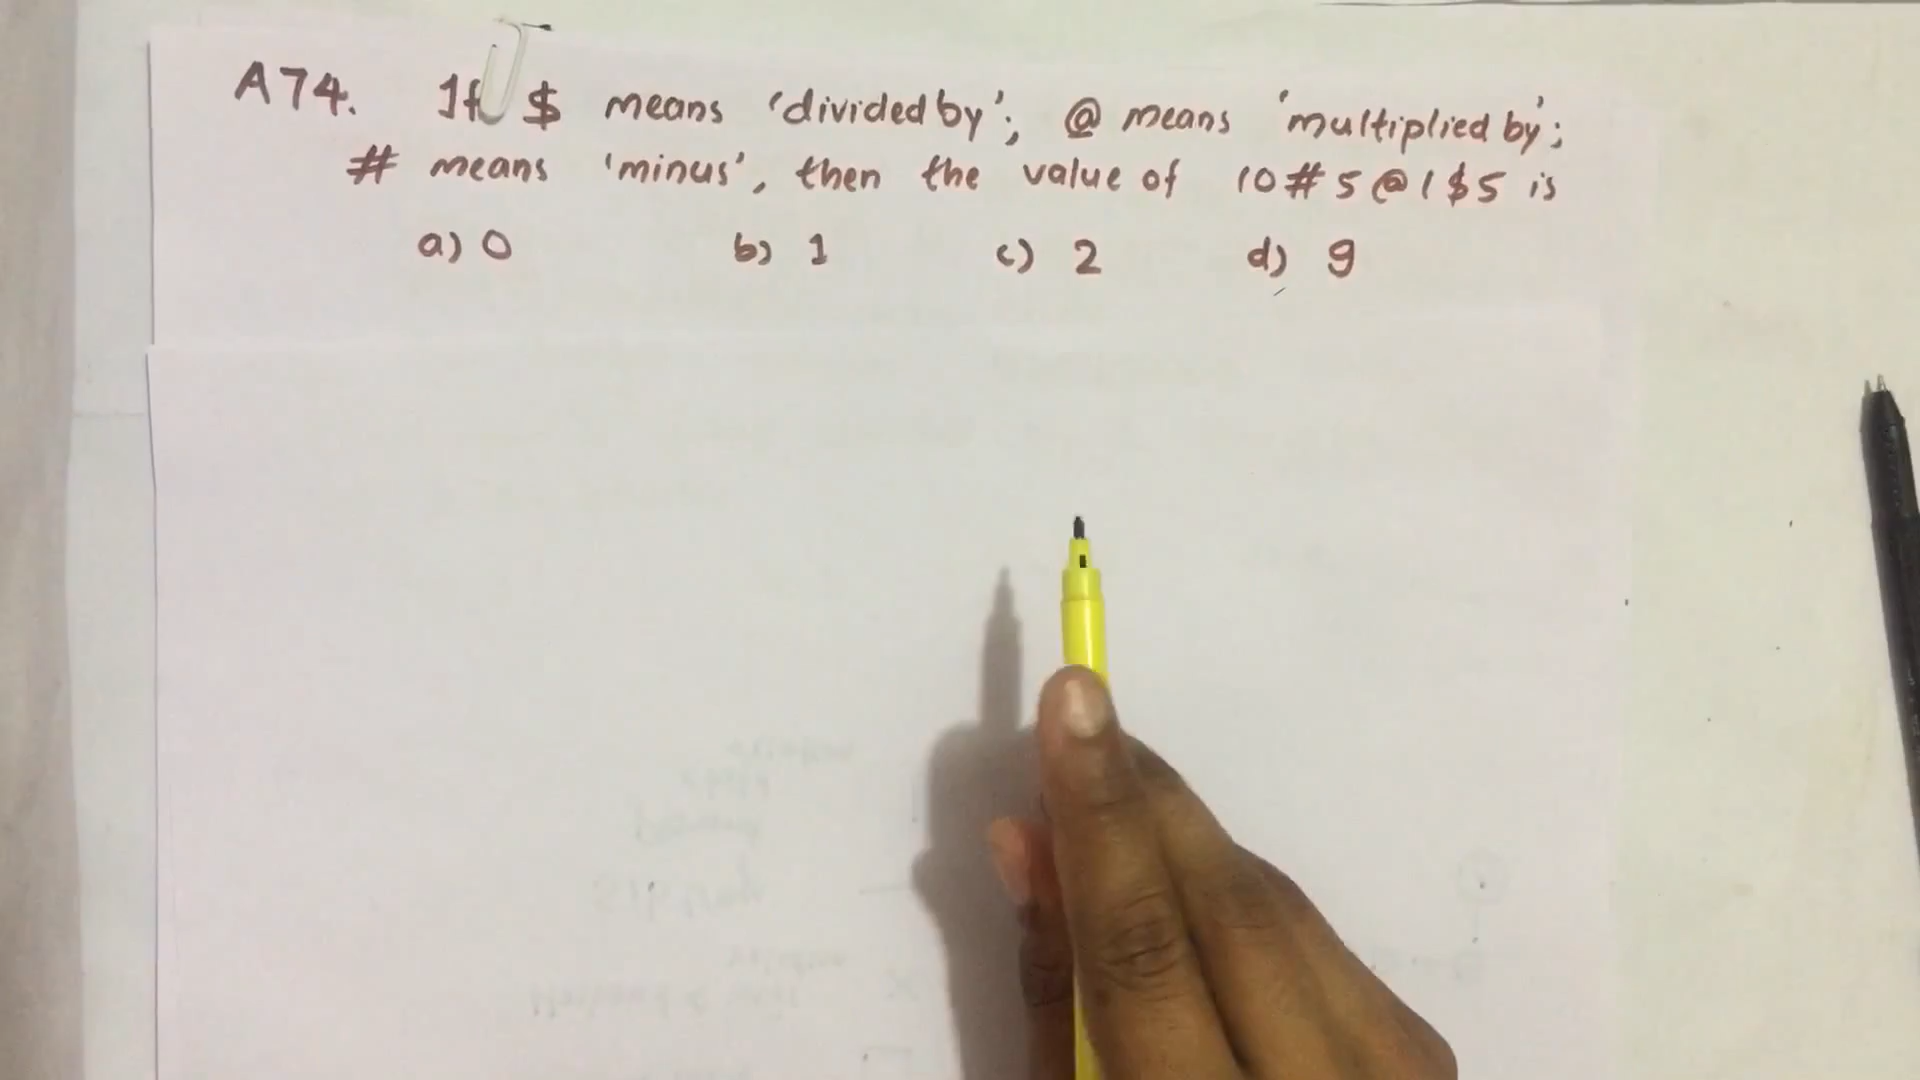 A74. If $ means 'divided by'; @ means 'multiplied by';
# means 'minus', then the value of 10#5@1$5 is
a) 0 b) 1 c) 2 d) 9